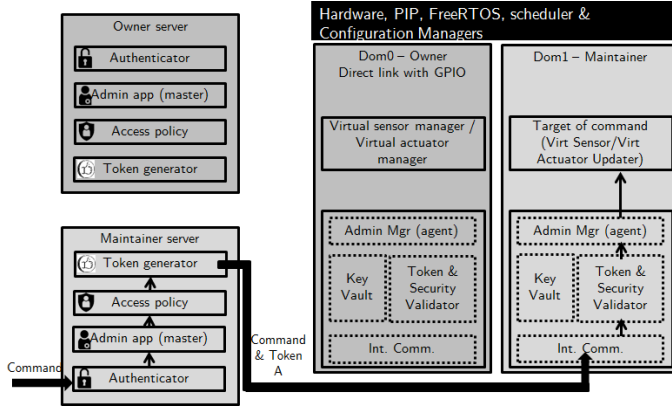 Owner server
Authenticator
Admin app (master)
Access policy
Token generator
Maintainer server
Token generator
Access policy
Admin app (master)
Authenticator
Command
Command
& Token
A
Hardware, PIP, FreeRTOS, scheduler &
Configuration Managers
Dom0 – Owner
Direct link with GPIO
Virtual sensor manager /
Virtual actuator
manager
Admin Mgr (agent)
Key
Vault
Token &
Security
Validator
Int. Comm.
Dom1 – Maintainer
Target of command
(Virt Sensor/Virt
Actuator Updater)
Admin Mgr (agent)
Key
Vault
Token &
Security
Validator
Int. Comm.